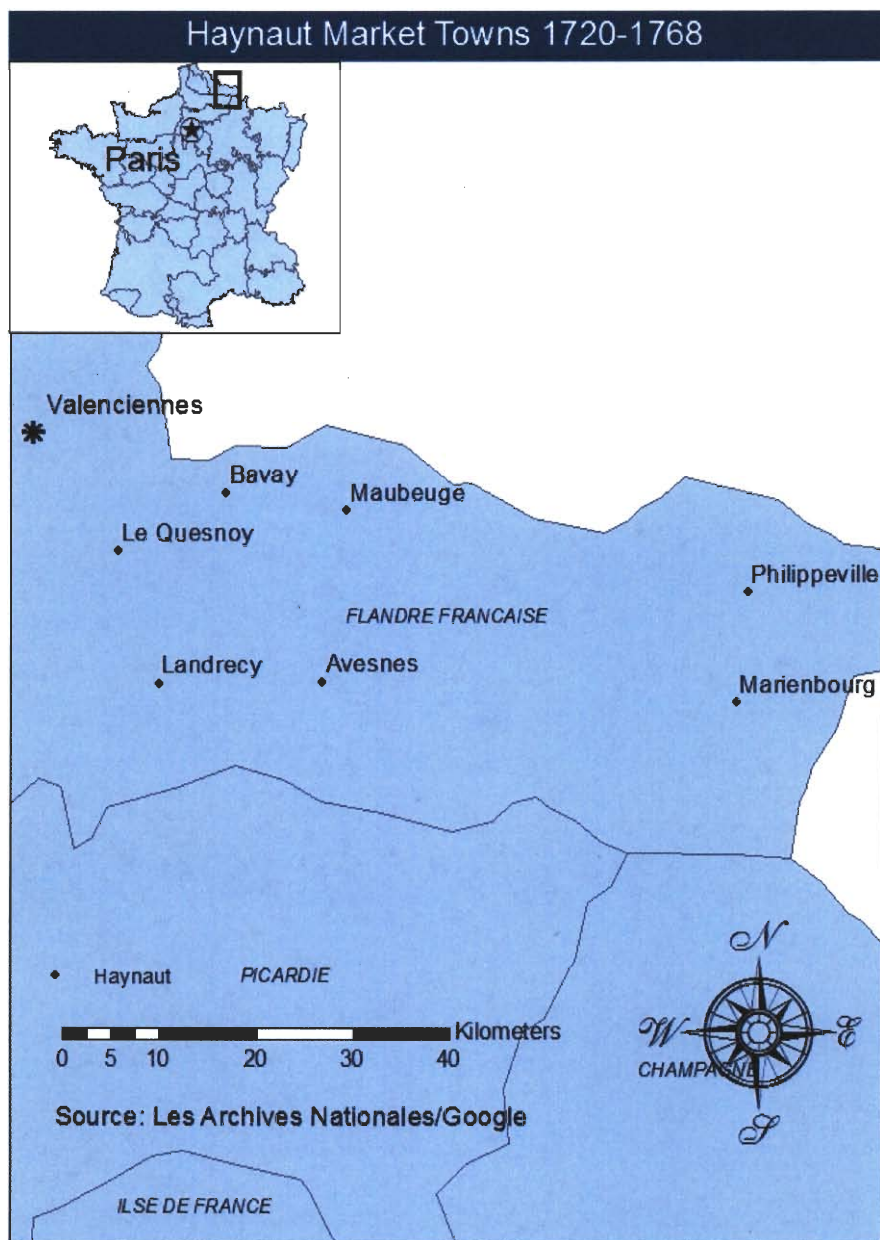 Haynaut Market Towns 1720-1768
Paris
Valenciennes
Bavay
Maubeuge
Le Quesnoy
Philippeville
FLANDRE FRANCAISE
Landrecy
Avesnes
Marienbourg
N
Haynaut
PICARDIE
Kilometers
W
E
0 5 10 20 30 40
CHAMPAGNE
Source: Les Archives Nationales/Google
S
ILSE DE FRANCE